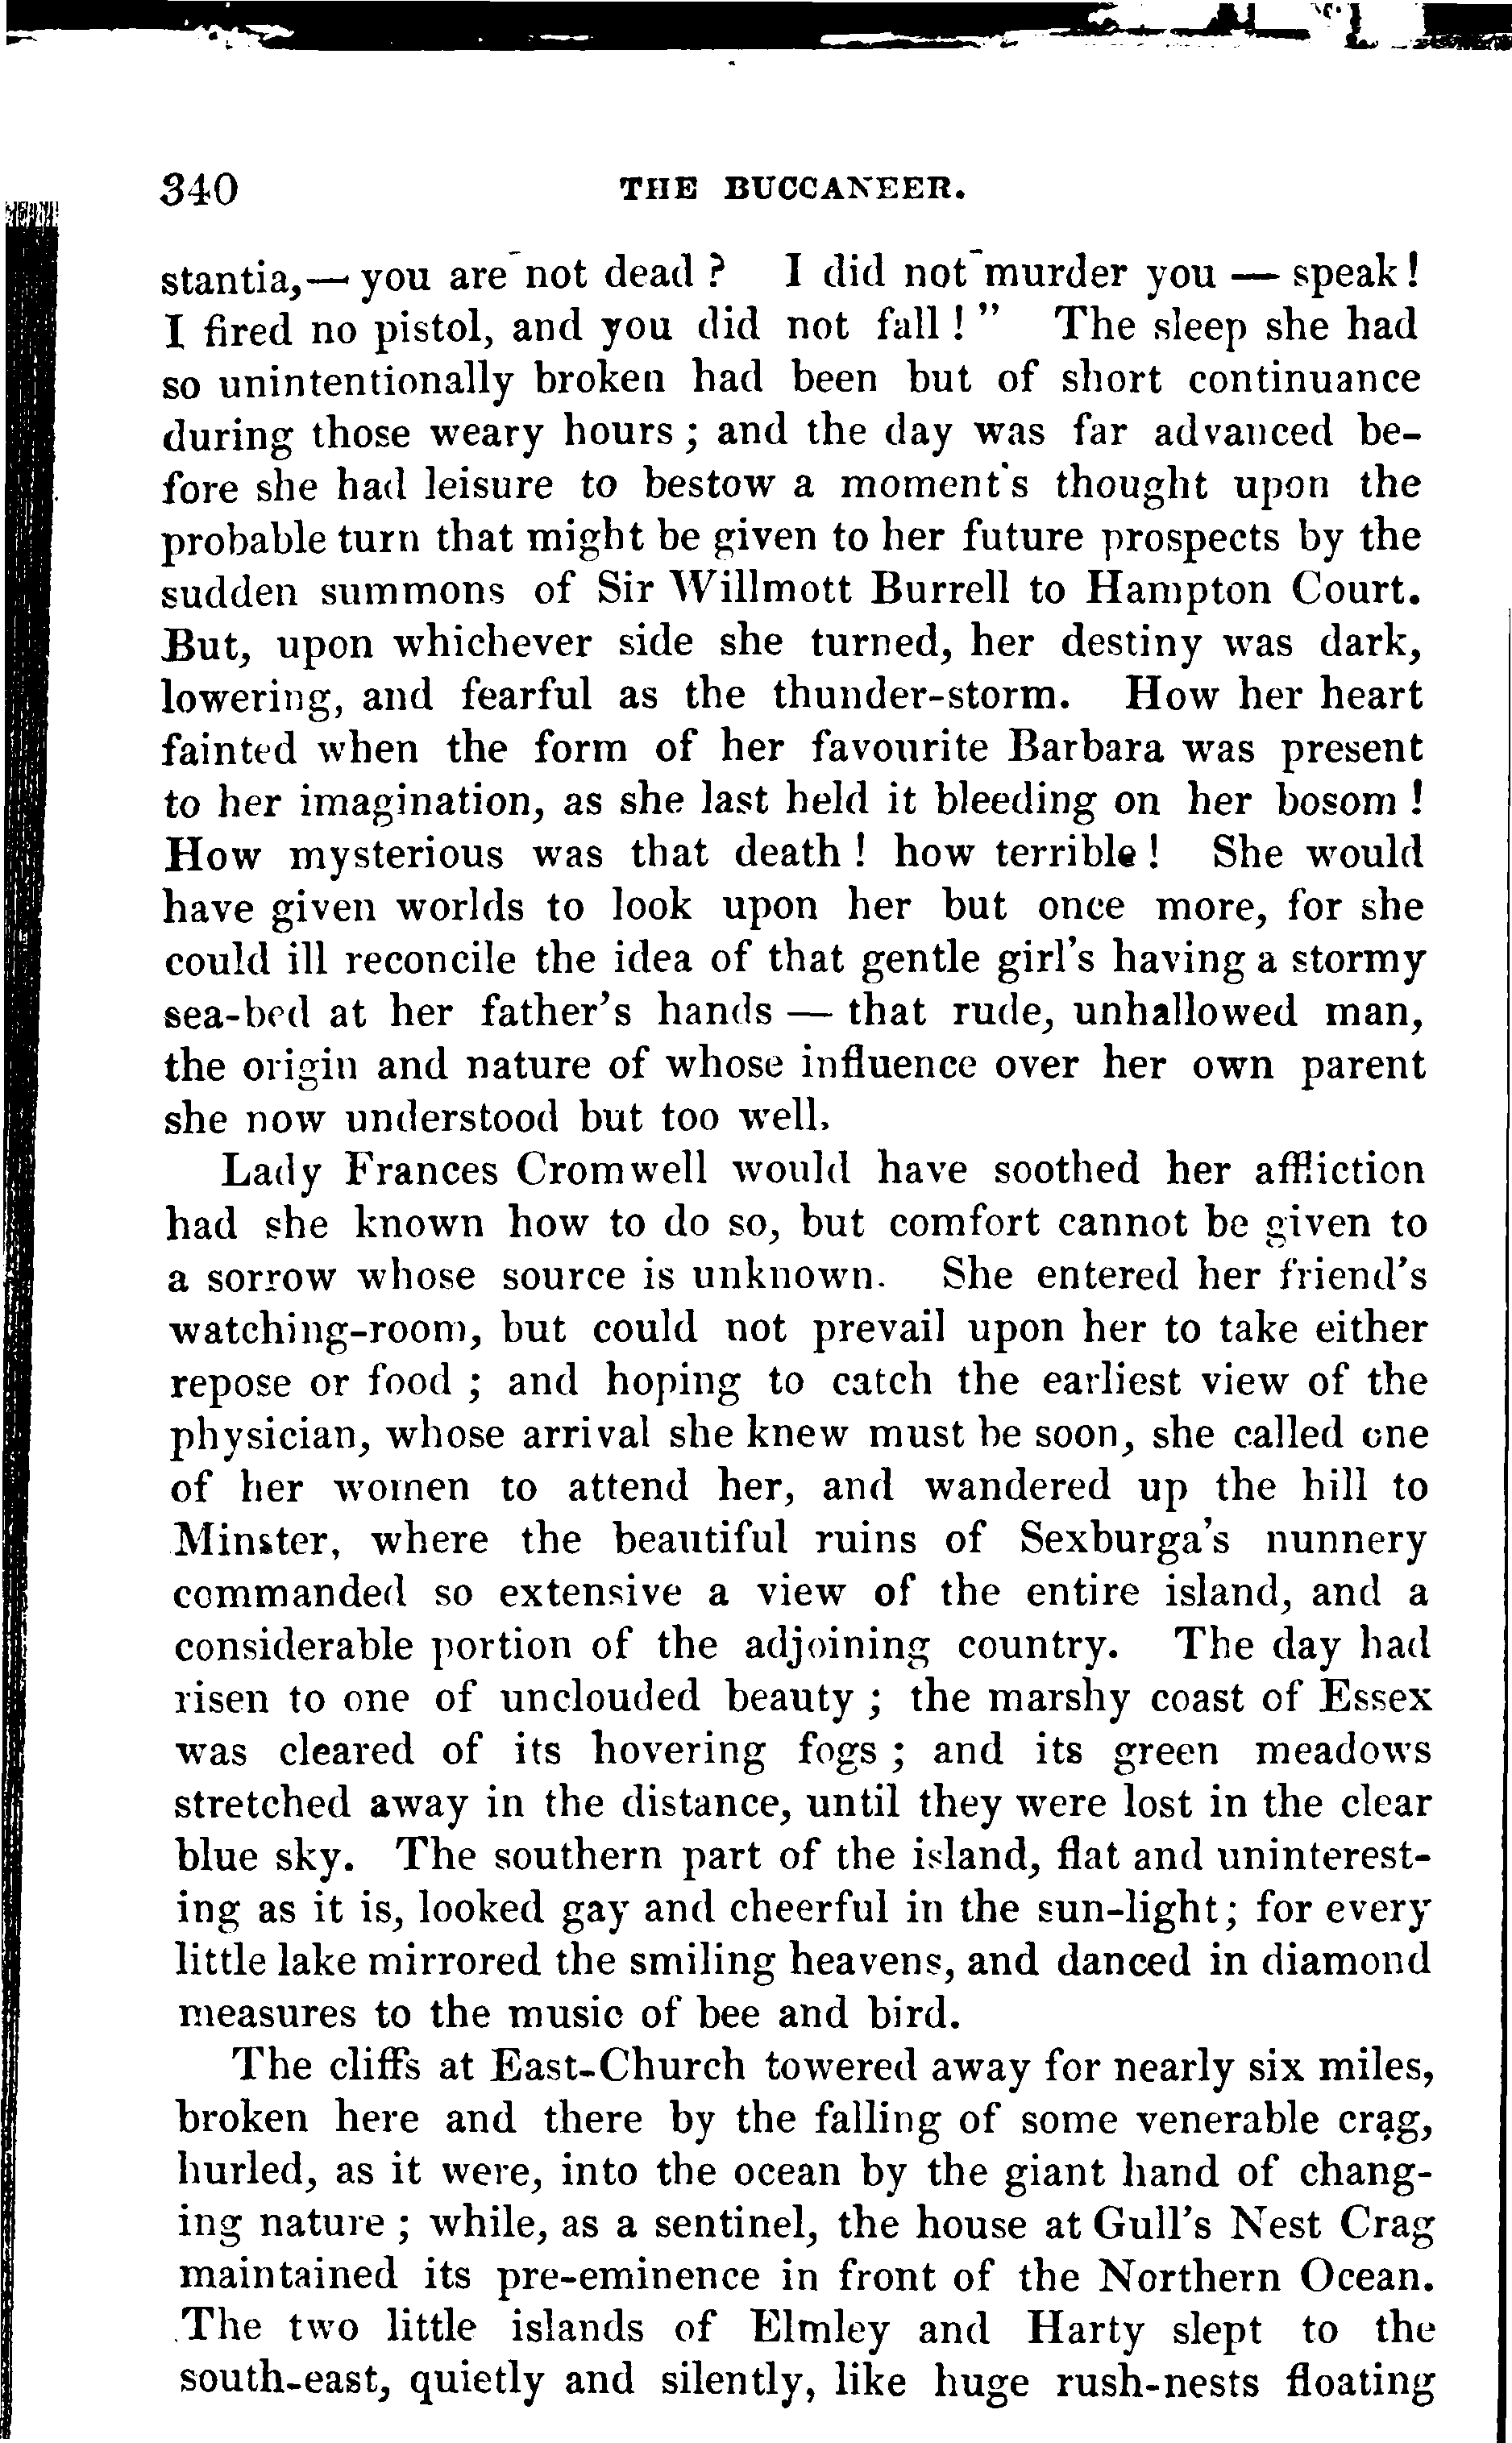 340 THE BUCCANEER.
stantia,— you are not dead ? I did not murder you — speak!
I fired no pistol, and you did not fall ! ” The sleep she had
so unintentionally broken had been but of short continuance
during those weary hours ; and the day was far advanced be-
fore she had leisure to bestow a moment's thought upon the
probable turn that might be given to her future prospects by the
sudden summons of Sir Willmott Burrell to Hampton Court.
But, upon whichever side she turned, her destiny was dark,
lowering, and fearful as the thunder-storm. How her heart
fainted when the form of her favourite Barbara was present
to her imagination, as she last held it bleeding on her bosom !
How mysterious was that death ! how terrible ! She would
have given worlds to look upon her but once more, for she
could ill reconcile the idea of that gentle girl's having a stormy
sea-bed at her father's hands — that rude, unhallowed man,
the origin and nature of whose influence over her own parent
she now understood but too well.
Lady Frances Cromwell would have soothed her affliction
had she known how to do so, but comfort cannot be given to
a sorrow whose source is unknown. She entered her friend's
watching-room, but could not prevail upon her to take either
repose or food ; and hoping to catch the earliest view of the
physician, whose arrival she knew must be soon, she called one
of her women to attend her, and wandered up the hill to
Minster, where the beautiful ruins of Sexburga's nunnery
commanded so extensive a view of the entire island, and a
considerable portion of the adjoining country. The day had
risen to one of unclouded beauty ; the marshy coast of Essex
was cleared of its hovering fogs ; and its green meadows
stretched away in the distance, until they were lost in the clear
blue sky. The southern part of the island, flat and uninterest-
ing as it is, looked gay and cheerful in the sun-light; for every
little lake mirrored the smiling heavens, and danced in diamond
measures to the music of bee and bird.
The cliffs at East-Church towered away for nearly six miles,
broken here and there by the falling of some venerable crag,
hurled, as it were, into the ocean by the giant hand of chang-
ing nature ; while, as a sentinel, the house at Gull's Nest Crag
maintained its pre-eminence in front of the Northern Ocean.
The two little islands of Elmley and Harty slept to the
south-east, quietly and silently, like huge rush-nests floating